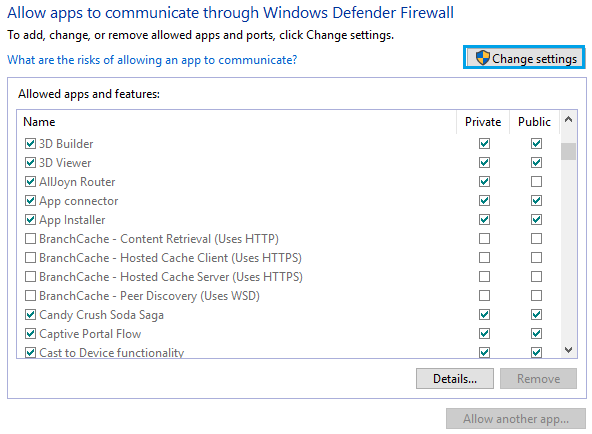 Allow apps to communicate through Windows Defender Firewall
To add, change, or remove allowed apps and ports, click Change settings.
What are the risks of allowing an app to communicate?
Change settings
Allowed apps and features:
Name Private Public
3D Builder
3D Viewer
AllJoyn Router
App connector
App Installer
BranchCache - Content Retrieval (Uses HTTP)
BranchCache - Hosted Cache Client (Uses HTTPS)
BranchCache - Hosted Cache Server (Uses HTTPS)
BranchCache - Peer Discovery (Uses WSD)
Candy Crush Soda Saga
Captive Portal Flow
Cast to Device functionality
Details... Remove
Allow another app...